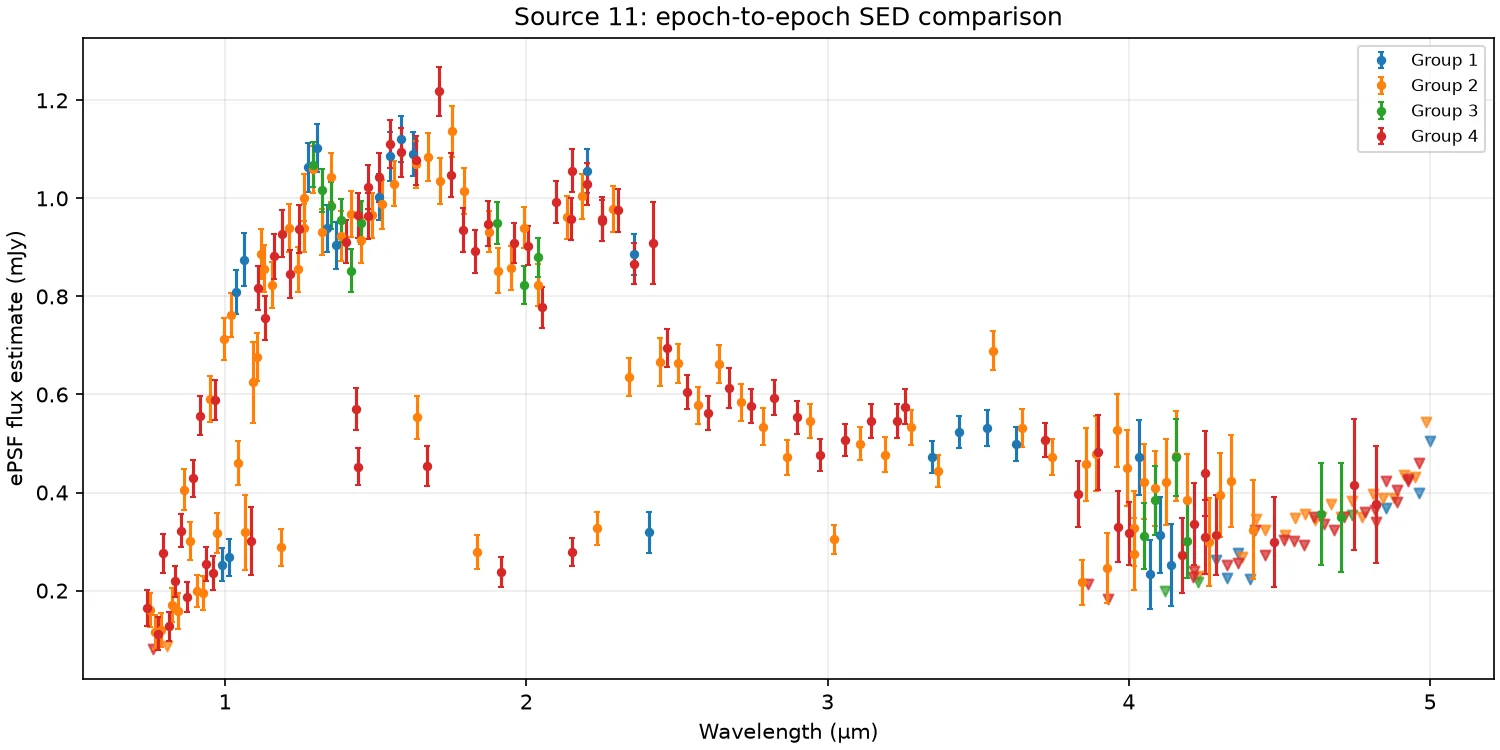 Source 11: epoch-to-epoch SED comparison
Group 1
Group 2
Group 3
Group 4
ePSF flux estimate (mJy)
1.2
1.0
0.8
0.6
0.4
0.2
1 2 3 4 5
Wavelength (µm)